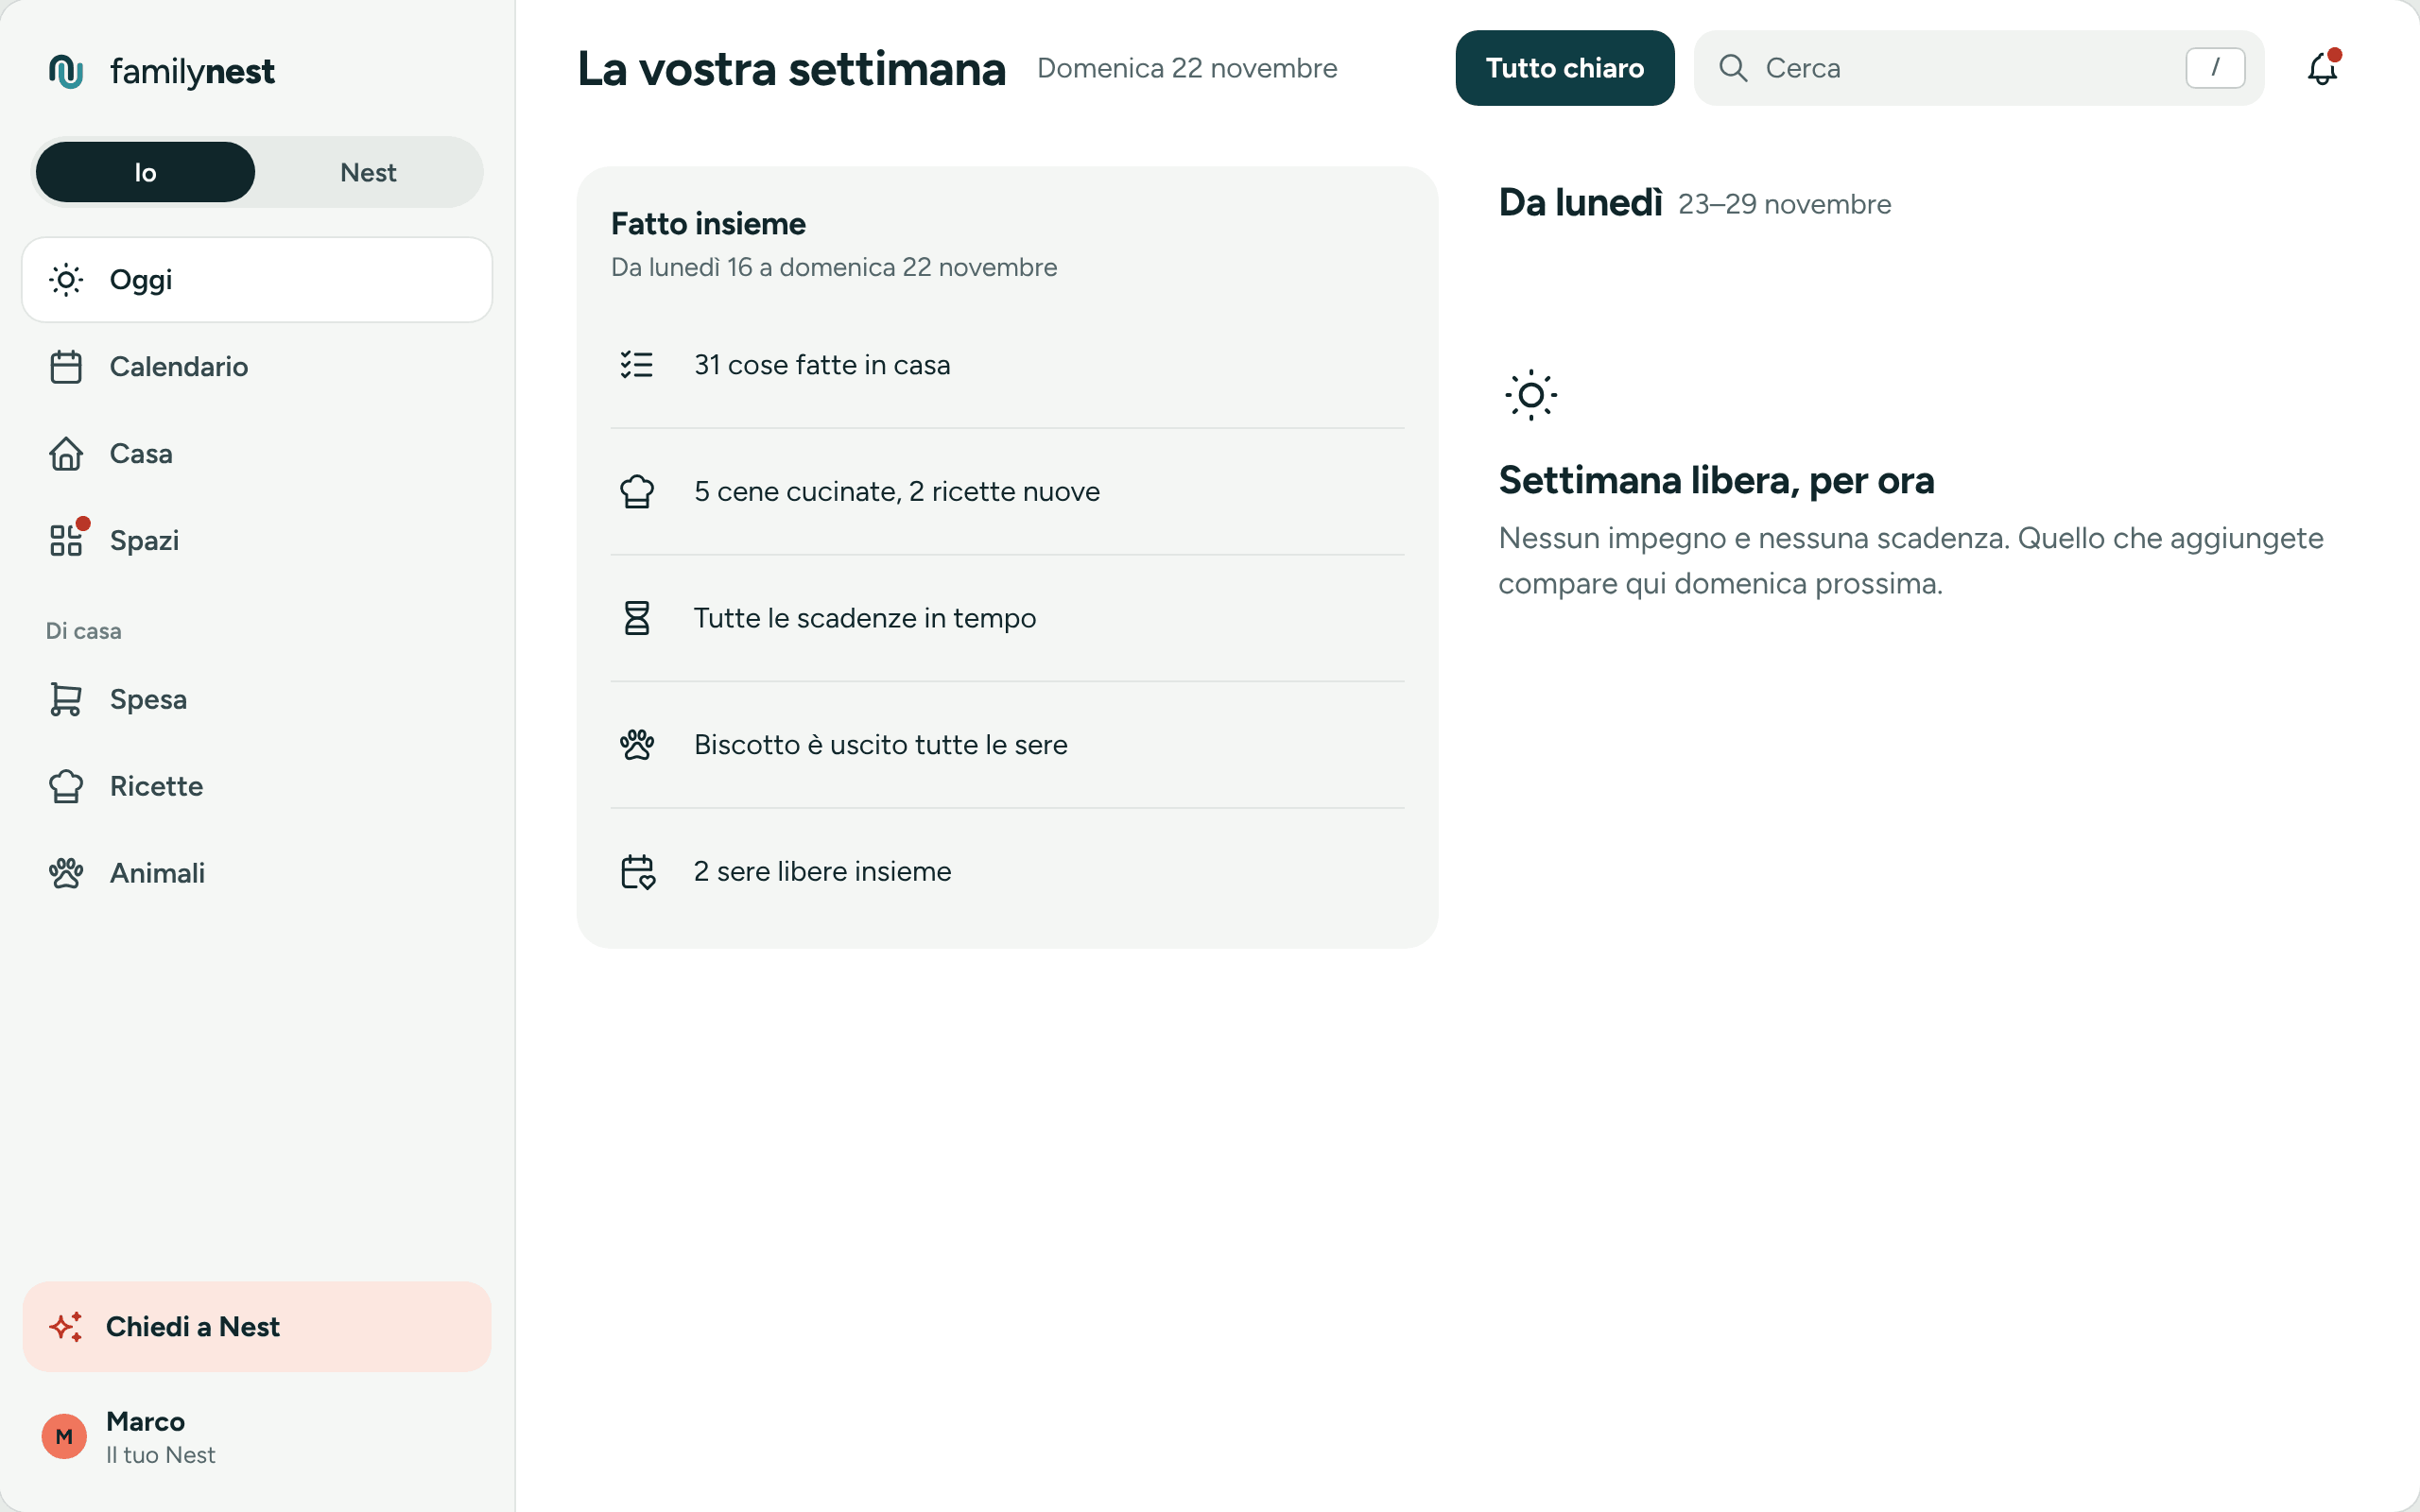 familynest
Io
Nest
Oggi
Calendario
Casa
Spazi
Di casa
Spesa
Ricette
Animali
Chiedi a Nest
M
Marco
Il tuo Nest
La vostra settimana
Domenica 22 novembre
Tutto chiaro
Cerca
/
Fatto insieme
Da lunedì 16 a domenica 22 novembre
31 cose fatte in casa
5 cene cucinate, 2 ricette nuove
Tutte le scadenze in tempo
Biscotto è uscito tutte le sere
2 sere libere insieme
Da lunedì 23–29 novembre
Settimana libera, per ora
Nessun impegno e nessuna scadenza. Quello che aggiungete
compare qui domenica prossima.